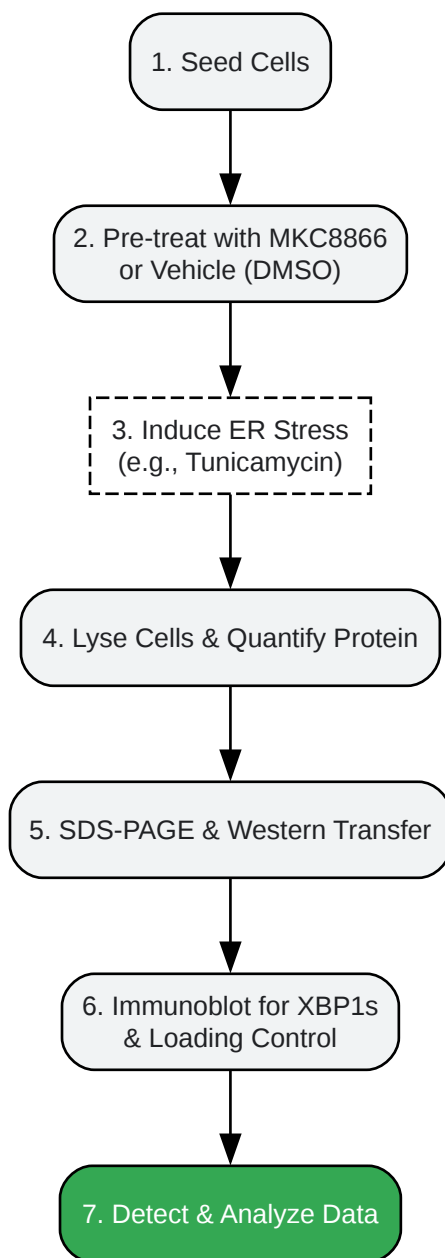 1. Seed Cells
2. Pre-treat with MKC8866
or Vehicle (DMSO)
3. Induce ER Stress
(e.g., Tunicamycin)
4. Lyse Cells & Quantify Protein
5. SDS-PAGE & Western Transfer
6. Immunoblot for XBP1s
& Loading Control
7. Detect & Analyze Data